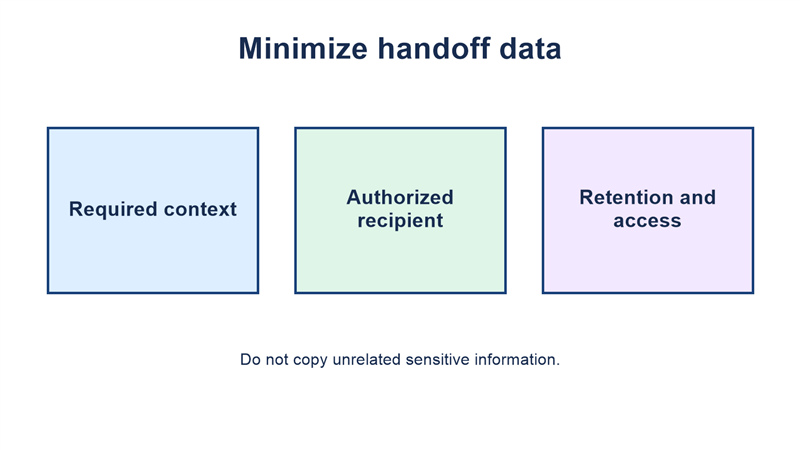 Minimize handoff data
Required context
Authorized
recipient
Retention and
access
Do not copy unrelated sensitive information.